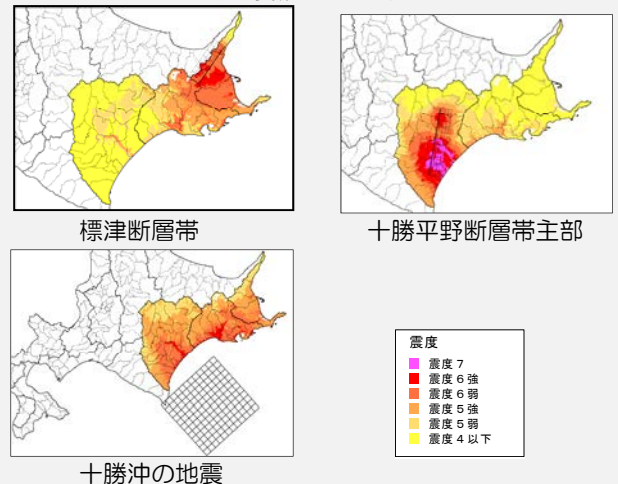 標津断層帯
十勝平野断層帯主部
十勝沖の地震
震度
震度７
震度６強
震度６弱
震度５強
震度５弱
震度４以下